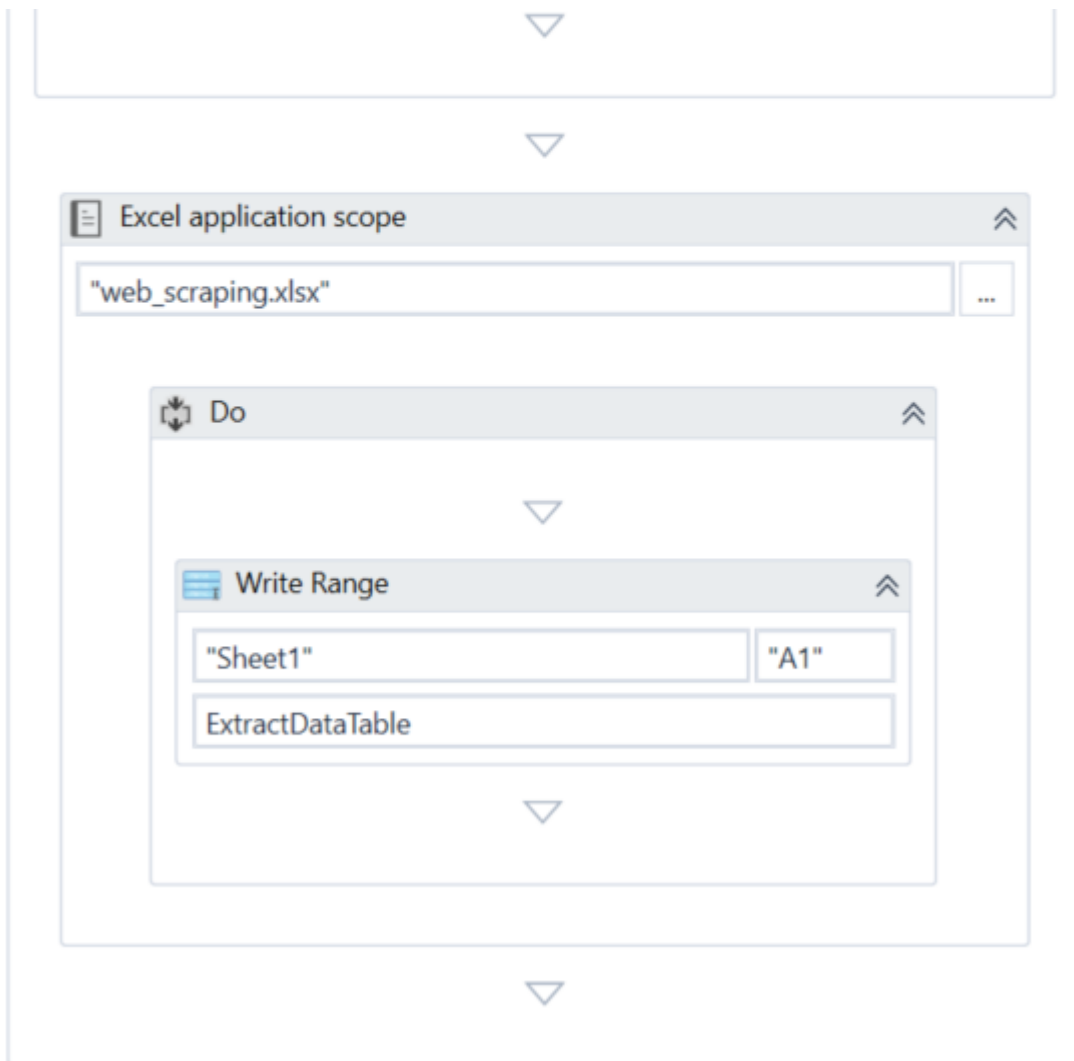 Excel application scope
"web_scraping.xlsx" ...
Do
Write Range
"Sheet1" "A1"
ExtractDataTable